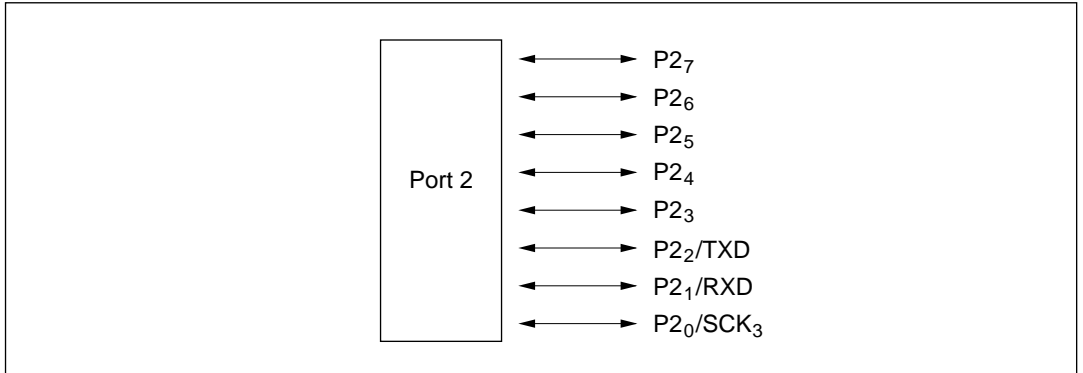 P2₇
P2₆
P2₅
Port 2
P2₄
P2₃
P2₂/TXD
P2₁/RXD
P2₀/SCK₃